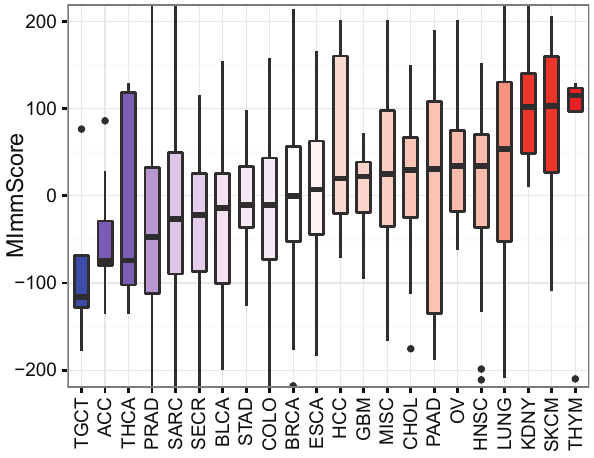 MImmScore
200
100
0
−100
−200
TGCT
ACC
THCA
PRAD
SARC
SECR
BLCA
STAD
COLO
BRCA
ESCA
HCC
GBM
MISC
CHOL
PAAD
OV
HNSC
LUNG
KDNY
SKCM
THYM